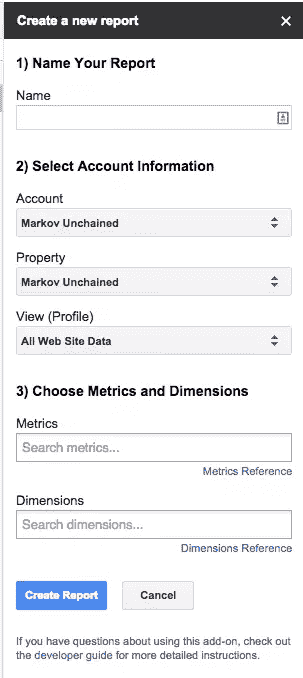 Create a new report ×
1) Name Your Report
Name
2) Select Account Information
Account
Markov Unchained
Property
Markov Unchained
View (Profile)
All Web Site Data
3) Choose Metrics and Dimensions
Metrics
Search metrics...
Metrics Reference
Dimensions
Search dimensions...
Dimensions Reference
Create Report Cancel
If you have questions about using this add-on, check out
the developer guide for more detailed instructions.